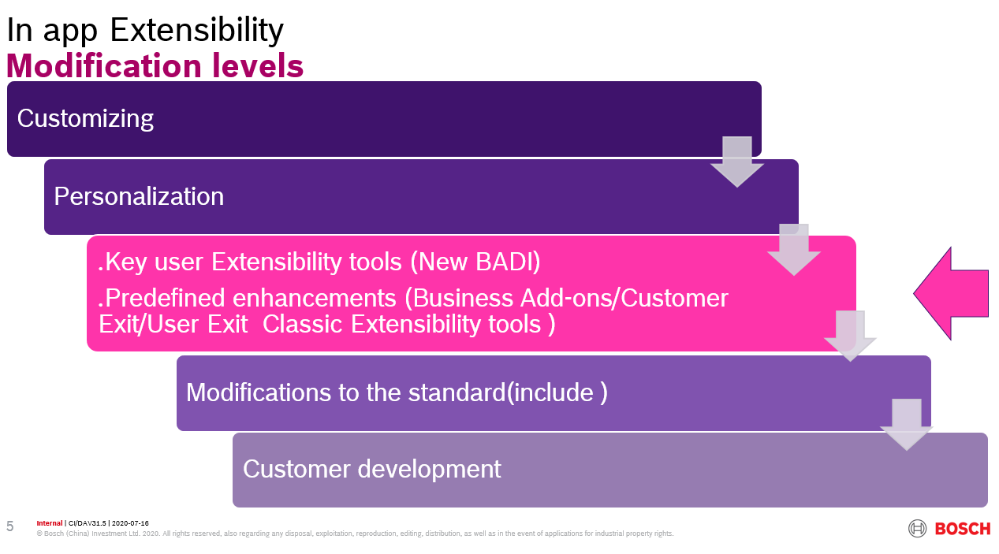 In app Extensibility
Modification levels
Customizing
Personalization
.Key user Extensibility tools (New BADI)
.Predefined enhancements (Business Add-ons/Customer
Exit/User Exit  Classic Extensibility tools )
Modifications to the standard(include )
Customer development
5
Internal | CI/DAV31.5 | 2020-07-16
© Bosch (China) Investment Ltd. 2020. All rights reserved, also regarding any disposal, exploitation, reproduction, editing, distribution, as well as in the event of applications for industrial property rights.
BOSCH